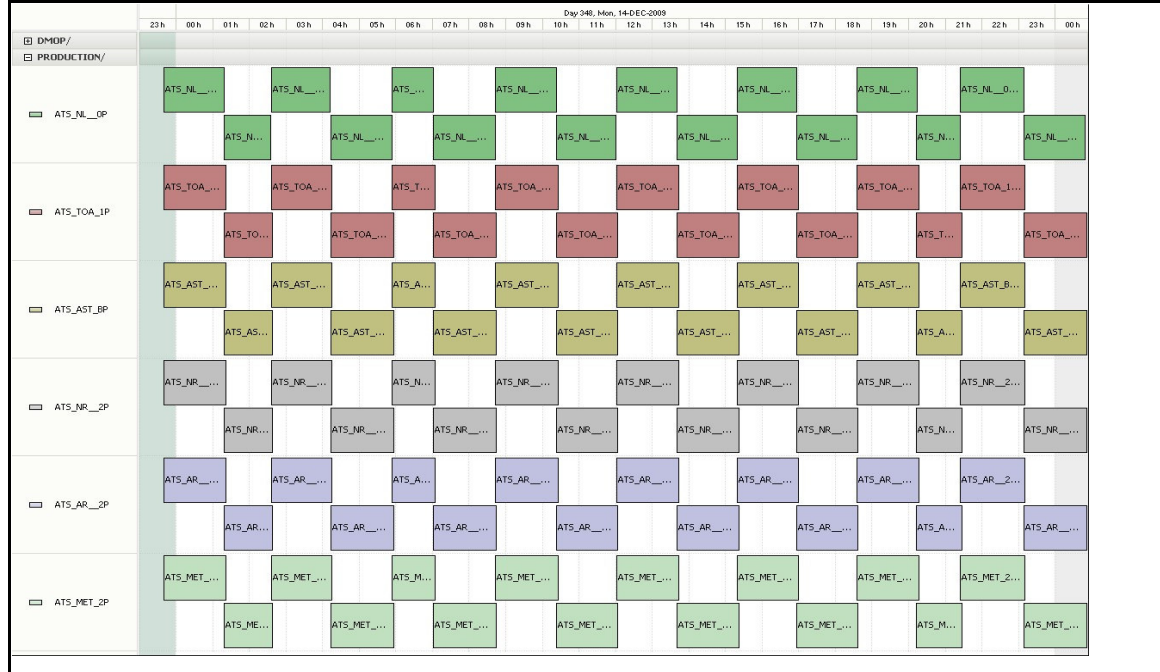 Day 348, Mon, 14-DEC-2009
23 h 00 h 01 h 02 h 03 h 04 h 05 h 06 h 07 h 08 h 09 h 10 h 11 h 12 h 13 h 14 h 15 h 16 h 17 h 18 h 19 h 20 h 21 h 22 h 23 h 00 h
DMOP/
PRODUCTION/
ATS_NL__... ATS_NL__... ATS_... ATS_NL__... ATS_NL__... ATS_NL__... ATS_NL__... ATS_NL__0...
ATS_NL__0P
ATS_N... ATS_NL__... ATS_NL__... ATS_NL__... ATS_NL__... ATS_NL__... ATS_N... ATS_NL__...
ATS_TOA_... ATS_TOA_... ATS_T... ATS_TOA_... ATS_TOA_... ATS_TOA_... ATS_TOA_... ATS_TOA_1...
ATS_TOA_1P
ATS_TO... ATS_TOA_... ATS_TOA_... ATS_TOA_... ATS_TOA_... ATS_TOA_... ATS_T... ATS_TOA_...
ATS_AST_... ATS_AST_... ATS_A... ATS_AST_... ATS_AST_... ATS_AST_... ATS_AST_... ATS_AST_B...
ATS_AST_BP
ATS_AS... ATS_AST_... ATS_AST_... ATS_AST_... ATS_AST_... ATS_AST_... ATS_A... ATS_AST_...
ATS_NR__... ATS_NR__... ATS_N... ATS_NR__... ATS_NR__... ATS_NR__... ATS_NR__... ATS_NR__2...
ATS_NR__2P
ATS_NR... ATS_NR__... ATS_NR__... ATS_NR__... ATS_NR__... ATS_NR__... ATS_N... ATS_NR__...
ATS_AR__... ATS_AR__... ATS_A... ATS_AR__... ATS_AR__... ATS_AR__... ATS_AR__... ATS_AR__2...
ATS_AR__2P
ATS_AR... ATS_AR__... ATS_AR__... ATS_AR__... ATS_AR__... ATS_AR__... ATS_A... ATS_AR__...
ATS_MET_... ATS_MET_... ATS_M... ATS_MET_... ATS_MET_... ATS_MET_... ATS_MET_... ATS_MET_2...
ATS_MET_2P
ATS_ME... ATS_MET_... ATS_MET_... ATS_MET_... ATS_MET_... ATS_MET_... ATS_M... ATS_MET_...